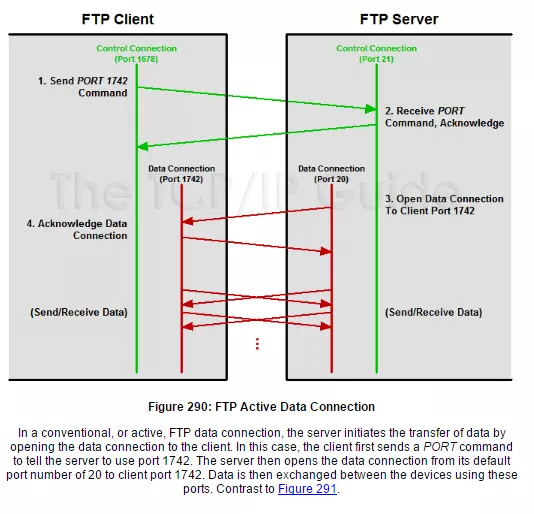 FTP Client
FTP Server
Control Connection
(Port 1678)
Control Connection
(Port 21)
1. Send PORT 1742
Command
2. Receive PORT
Command, Acknowledge
The TCP/IP Guide
Data Connection
(Port 1742)
Data Connection
(Port 20)
3. Open Data Connection
To Client Port 1742
4. Acknowledge Data
Connection
(Send/Receive Data)
(Send/Receive Data)
Figure 290: FTP Active Data Connection
In a conventional, or active, FTP data connection, the server initiates the transfer of data by
opening the data connection to the client. In this case, the client first sends a PORT command
to tell the server to use port 1742. The server then opens the data connection from its default
port number of 20 to client port 1742. Data is then exchanged between the devices using these
ports. Contrast to Figure 291.